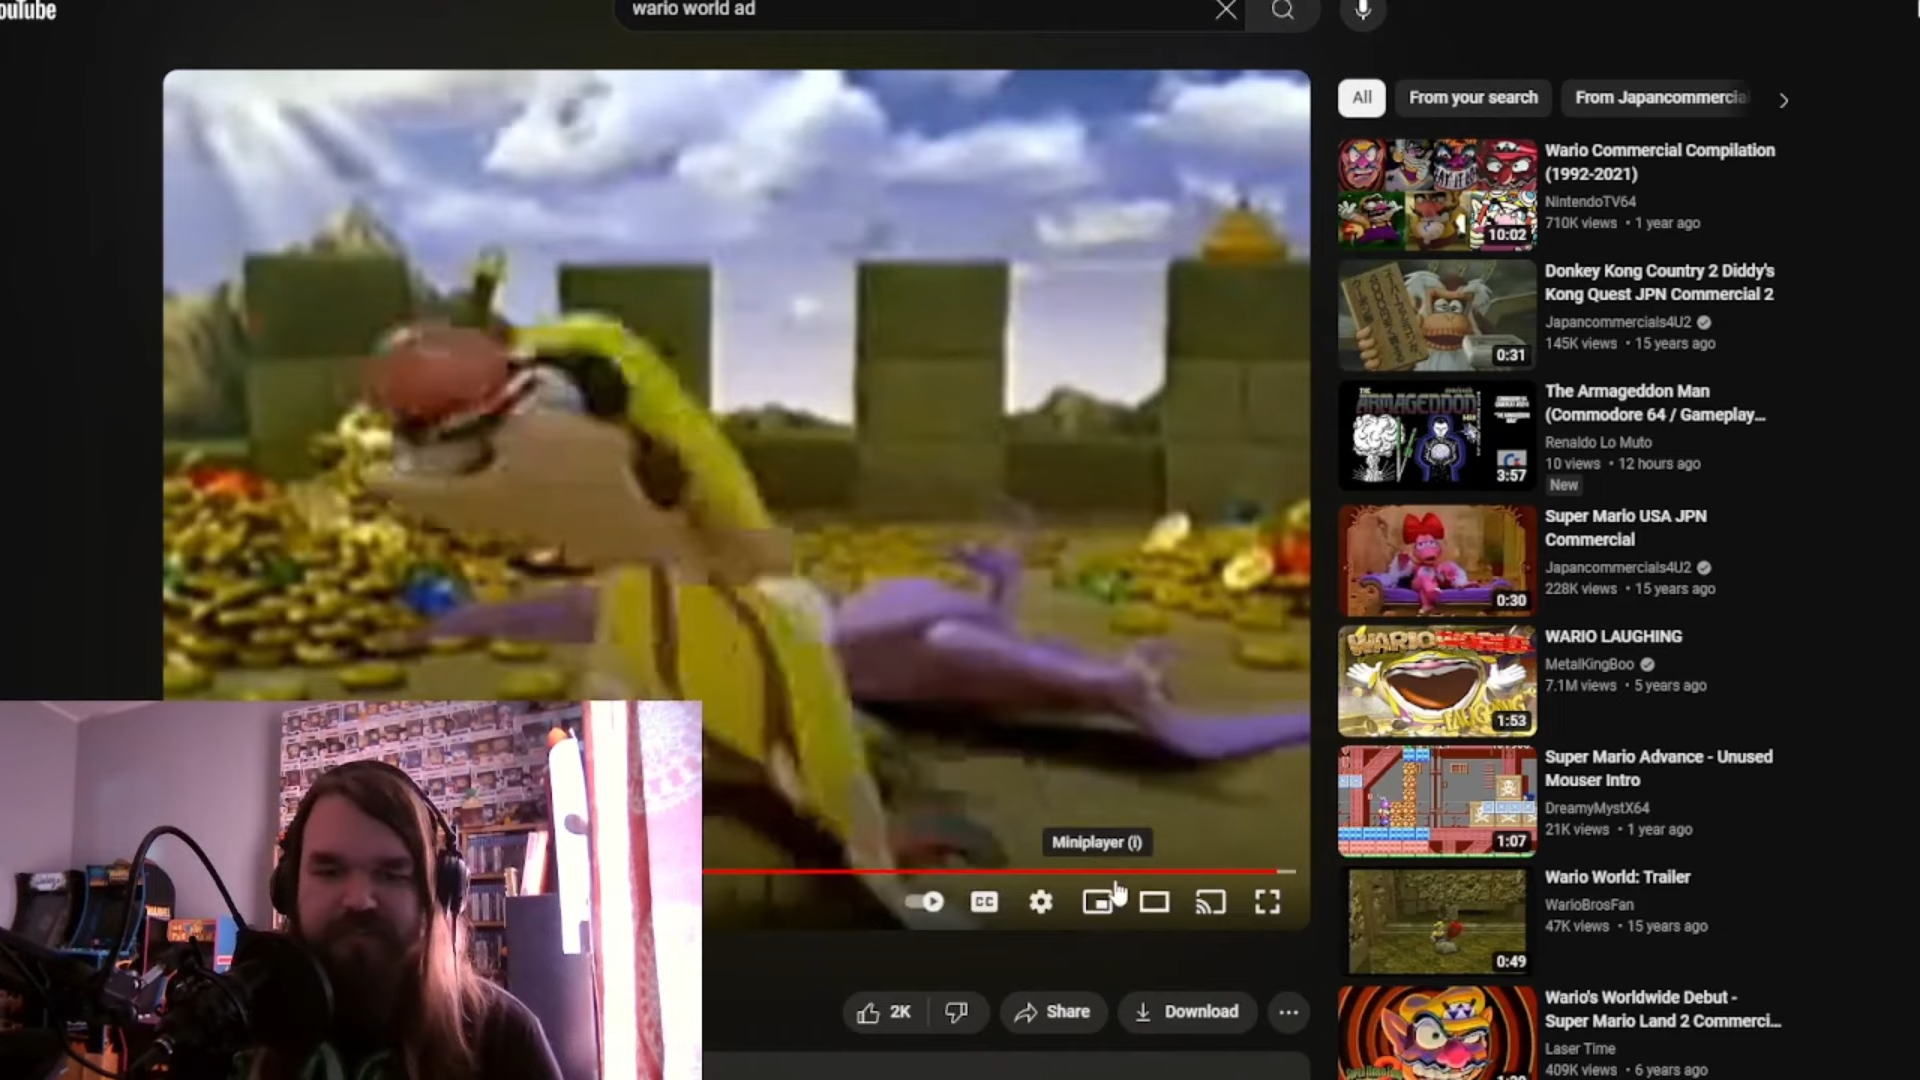 ouTube
wario world ad
All
From your search
From Japancommercia
Wario Commercial Compilation
(1992-2021)
NintendoTV64
710K views • 1 year ago
10:02
Donkey Kong Country 2 Diddy's
Kong Quest JPN Commercial 2
Japancommercials4U2
145K views • 15 years ago
0:31
THE
ARMAGEDDON
MAN
The Armageddon Man
(Commodore 64 / Gameplay...
Renaldo Lo Muto
10 views • 12 hours ago
New
3:57
Super Mario USA JPN
Commercial
Japancommercials4U2
228K views • 15 years ago
0:30
WARIO WORLD
WARIO LAUGHING
MetalKingBoo
7.1M views • 5 years ago
1:53
Super Mario Advance - Unused
Mouser Intro
DreamyMystX64
21K views • 1 year ago
1:07
Wario World: Trailer
WarioBrosFan
47K views • 15 years ago
0:49
Wario's Worldwide Debut -
Super Mario Land 2 Commerci...
Laser Time
409K views • 6 years ago
Miniplayer (i)
CC
2K
Share
Download